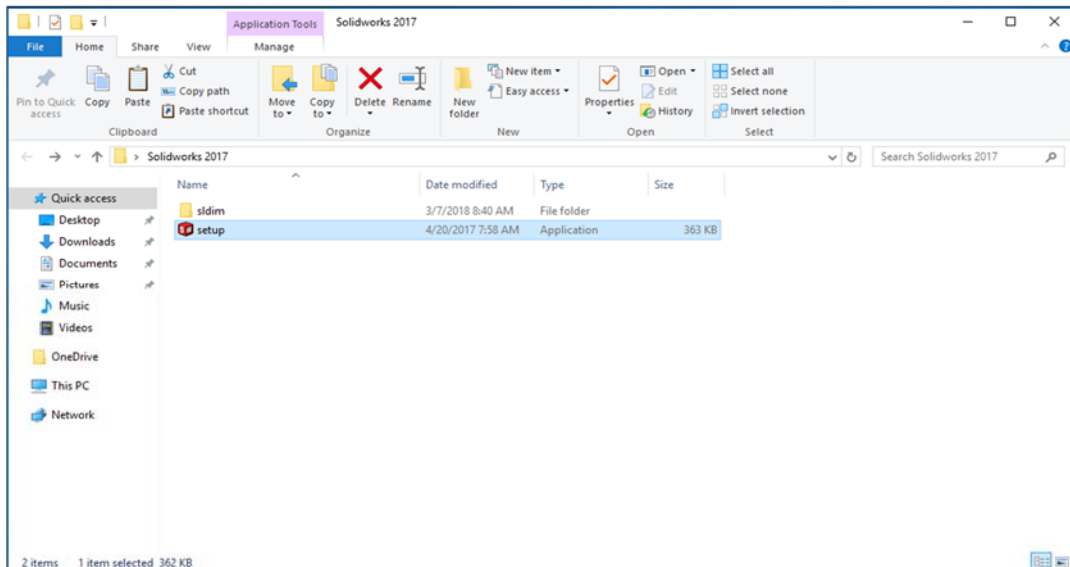 Application Tools
Solidworks 2017
File
Home
Share
View
Manage
Pin to Quick access
Copy
Paste
Cut
Copy path
Paste shortcut
Clipboard
Move to
Copy to
Delete
Rename
Organize
New folder
New item
Easy access
New
Properties
Open
Edit
History
Open
Select all
Select none
Invert selection
Select
Solidworks 2017
Search Solidworks 2017
Name
Date modified
Type
Size
Quick access
Desktop
Downloads
Documents
Pictures
Music
Videos
OneDrive
This PC
Network
sldim
3/7/2018 8:40 AM
File folder
setup
4/20/2017 7:58 AM
Application
363 KB
2 items
1 item selected 362 KB